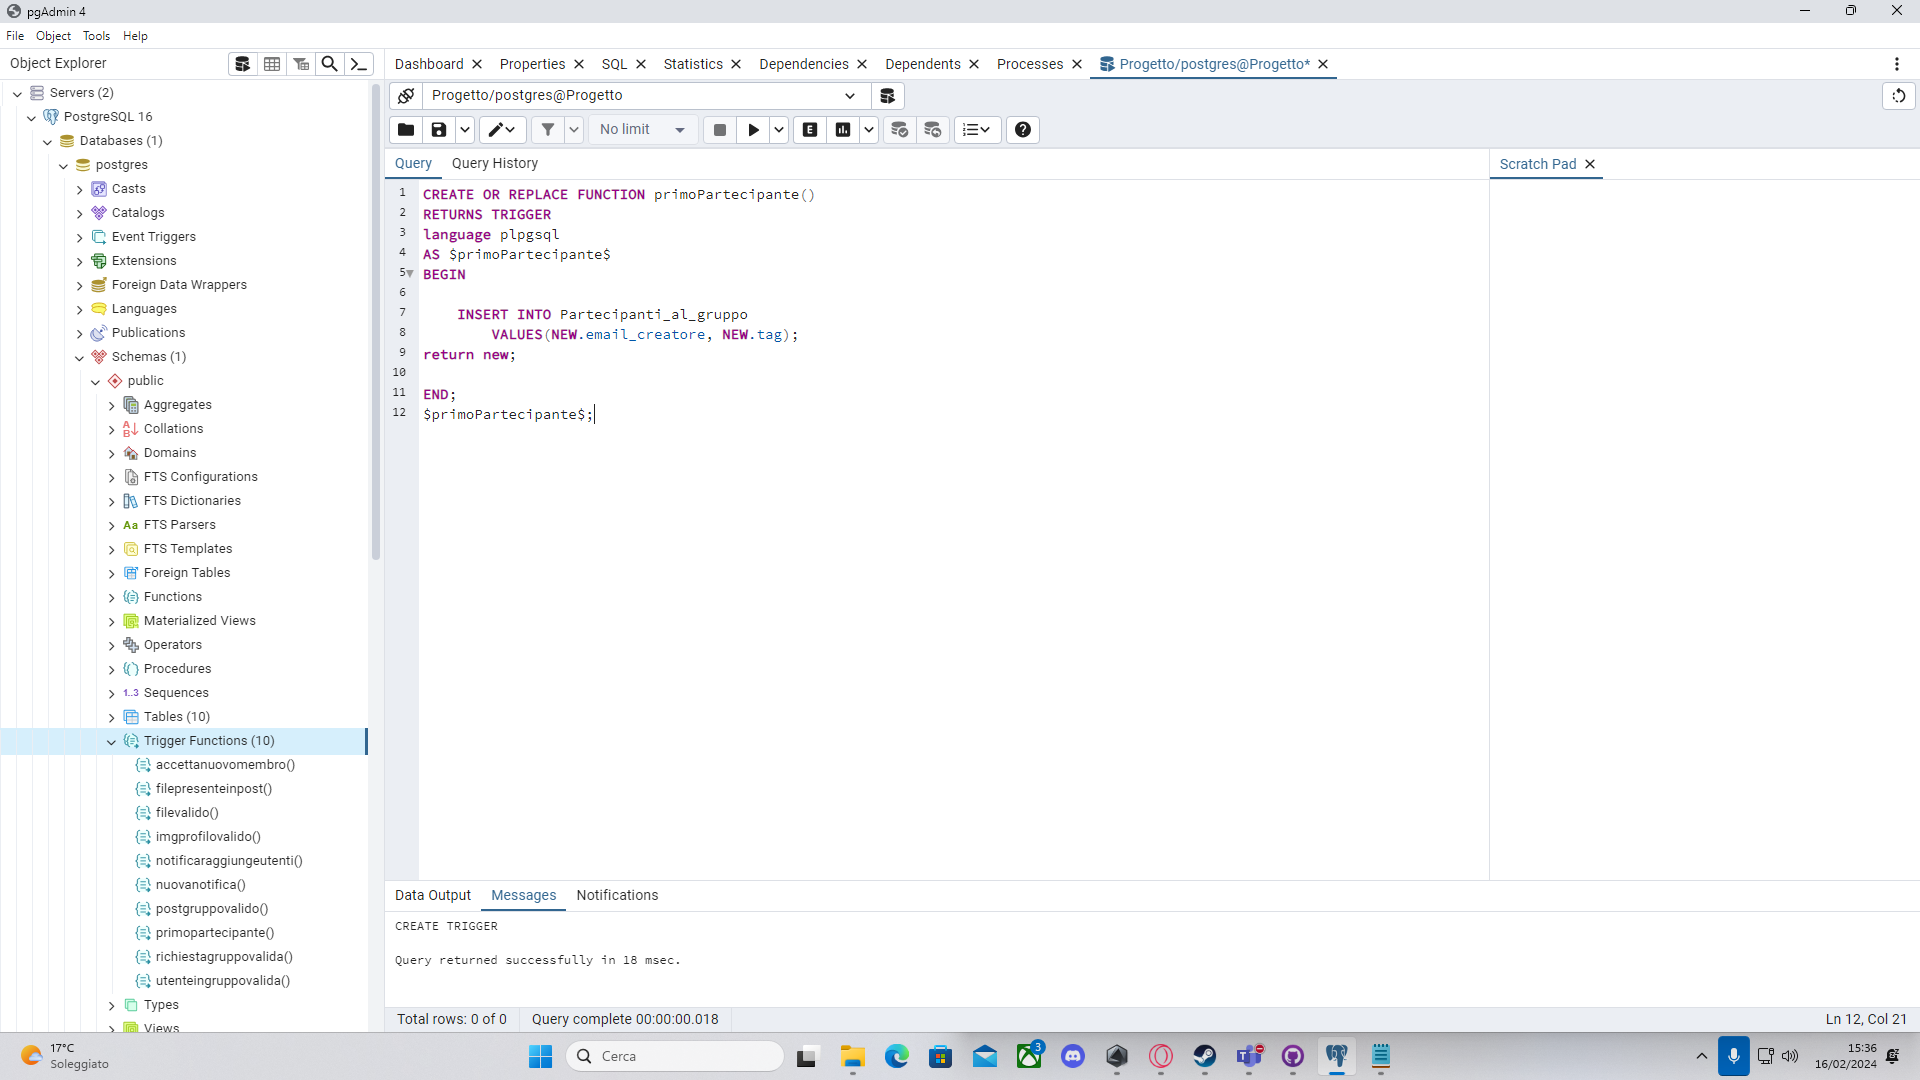 pgAdmin 4
File Object Tools Help
Object Explorer
Dashboard Properties SQL Statistics Dependencies Dependents Processes Progetto/postgres@Progetto*
Progetto/postgres@Progetto
No limit
E
Query Query History
Scratch Pad
Servers (2)
PostgreSQL 16
Databases (1)
postgres
Casts
Catalogs
Event Triggers
Extensions
Foreign Data Wrappers
Languages
Publications
Schemas (1)
public
Aggregates
Collations
Domains
FTS Configurations
FTS Dictionaries
Aa FTS Parsers
FTS Templates
Foreign Tables
Functions
Materialized Views
Operators
Procedures
1..3 Sequences
Tables (10)
Trigger Functions (10)
accettanuovomembro()
filepresenteinpost()
filevalido()
imgprofilovalido()
notificaraggiungeutenti()
nuovanotifica()
postgruppovalido()
primopartecipante()
richiestagruppovalida()
utenteingruppovalida()
Types
Views
1 CREATE OR REPLACE FUNCTION primoPartecipante()
2 RETURNS TRIGGER
3 language plpgsql
4 AS $primoPartecipante$
5 BEGIN
6
7 INSERT INTO Partecipanti_al_gruppo
8 VALUES(NEW.email_creatore, NEW.tag);
9 return new;
10
11 END;
12 $primoPartecipante$;
Data Output Messages Notifications
CREATE TRIGGER
Query returned successfully in 18 msec.
Total rows: 0 of 0 Query complete 00:00:00.018 Ln 12, Col 21
17°C
Soleggiato
Cerca
3
15:36
16/02/2024